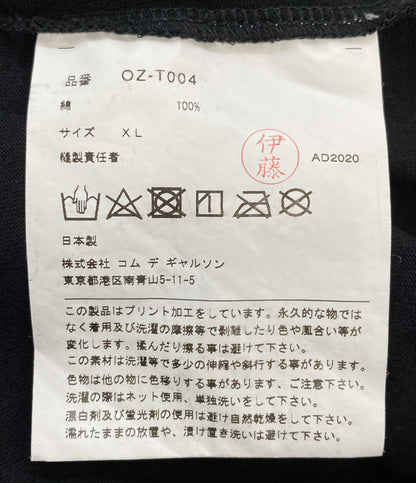 品番 OZ-T004
綿 100%
サイズ XL
縫製責任者 伊藤 AD2020
日本製
株式会社 コム デ ギャルソン
東京都港区南青山5-11-5
この製品はプリント加工をしています。永久的な物では
なく着用及び洗濯の摩擦等で剥離したり色や風合い等が
変化します。揉んだり擦る事は避けて下さい。
この素材は洗濯等で多少の伸縮や斜行する事があります。
色物は他の物に色移りする事があります、ご注意下さい。
洗濯の際はネット使用、単独洗いをして下さい。
漂白剤及び蛍光剤の使用は避け自然乾燥をして下さい。
濡れたままの放置や、漬け置き洗いは避けて下さい。